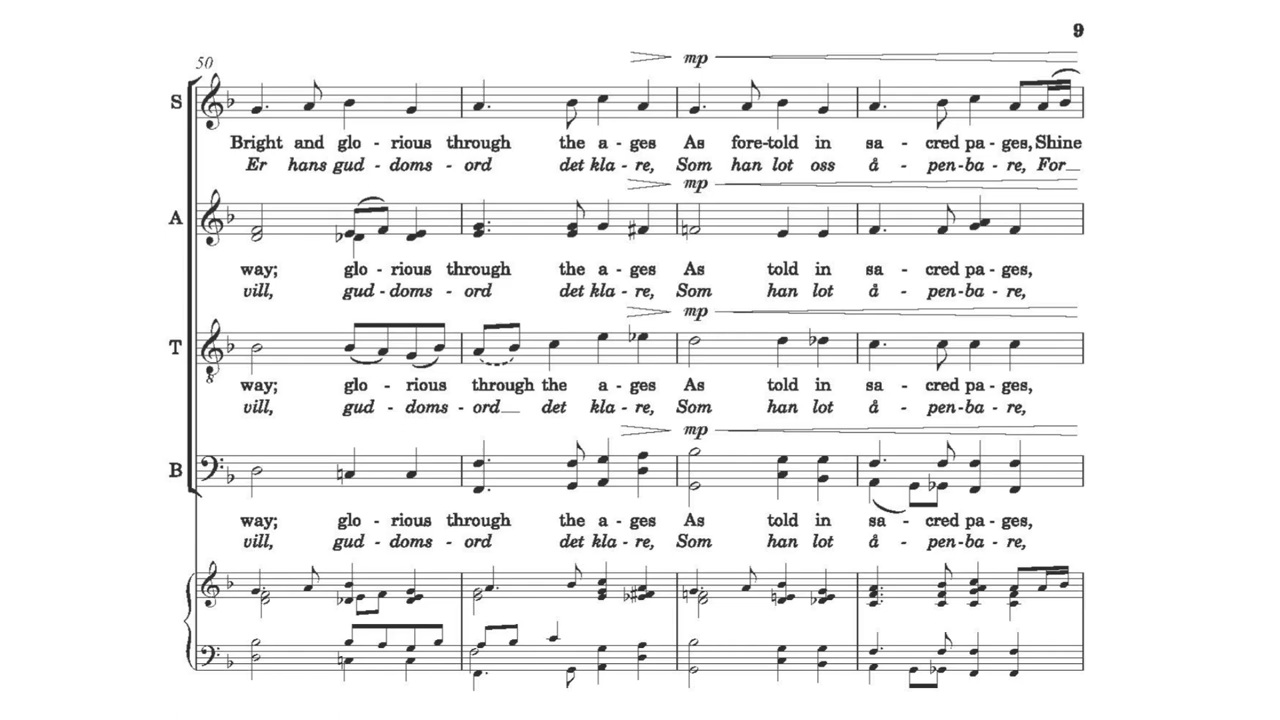 9
50
mp
S
Bright and glo - rious through the a - ges As fore-told in sa - cred pa - ges, Shine
Er hans gud - doms - ord det kla - re, Som han lot oss å - pen-ba - re, For
mp
A
way; glo - rious through the a - ges As told in sa - cred pa - ges,
vill, gud - doms - ord det kla - re, Som han lot å - pen-ba - re,
mp
T
8
way; glo - rious through the a - ges As told in sa - cred pa - ges,
vill, gud - doms - ord det kla - re, Som han lot å - pen-ba - re,
mp
B
way; glo - rious through the a - ges As told in sa - cred pa - ges,
vill, gud - doms - ord det kla - re, Som han lot å - pen-ba - re,